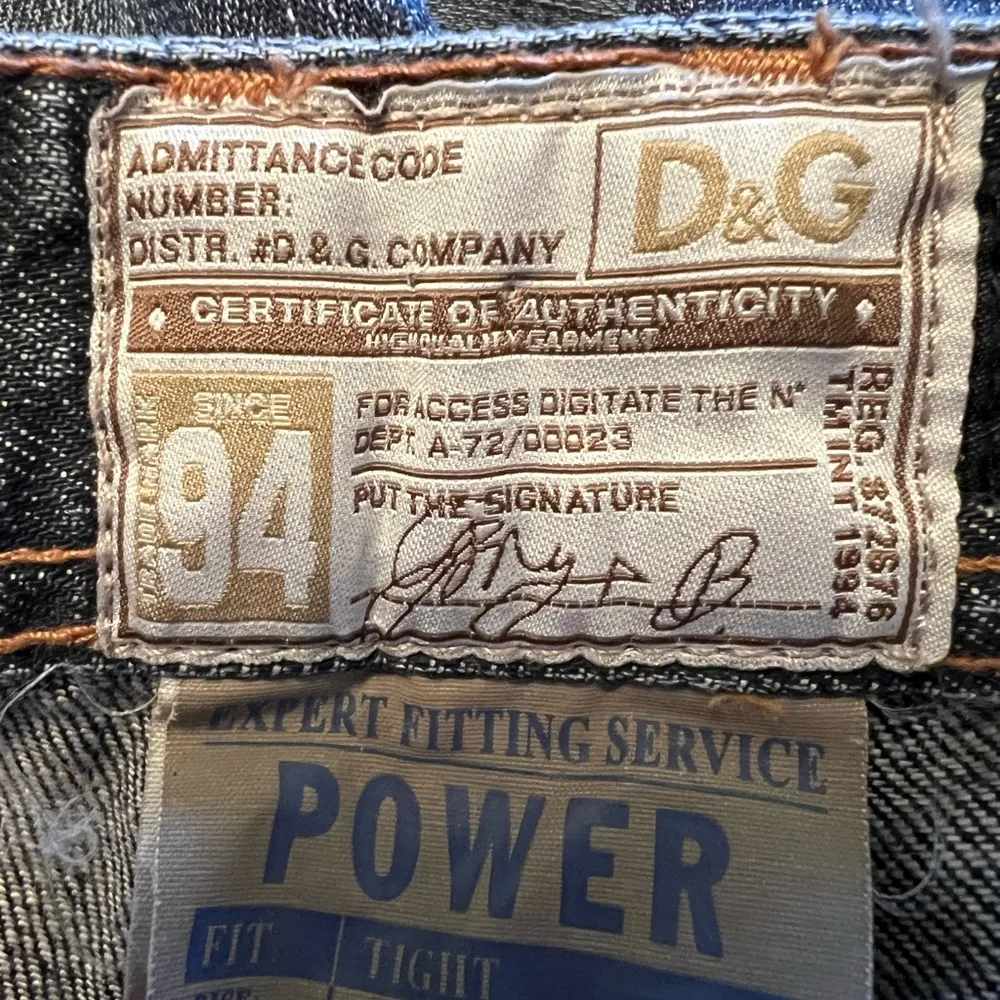 ADMITTANCE CODE
NUMBER:
DISTR. #D.&.G. COMPANY
D&G
CERTIFICATE OF AUTHENTICITY
HIGH QUALITY GARMENT
SINCE
94
FOR ACCESS DIGITATE THE N°
DEPT. A-72/00023
PUT THE SIGNATURE
REG. 872S76
TM INT 1994
EXPERT FITTING SERVICE
POWER
FIT
TIGHT